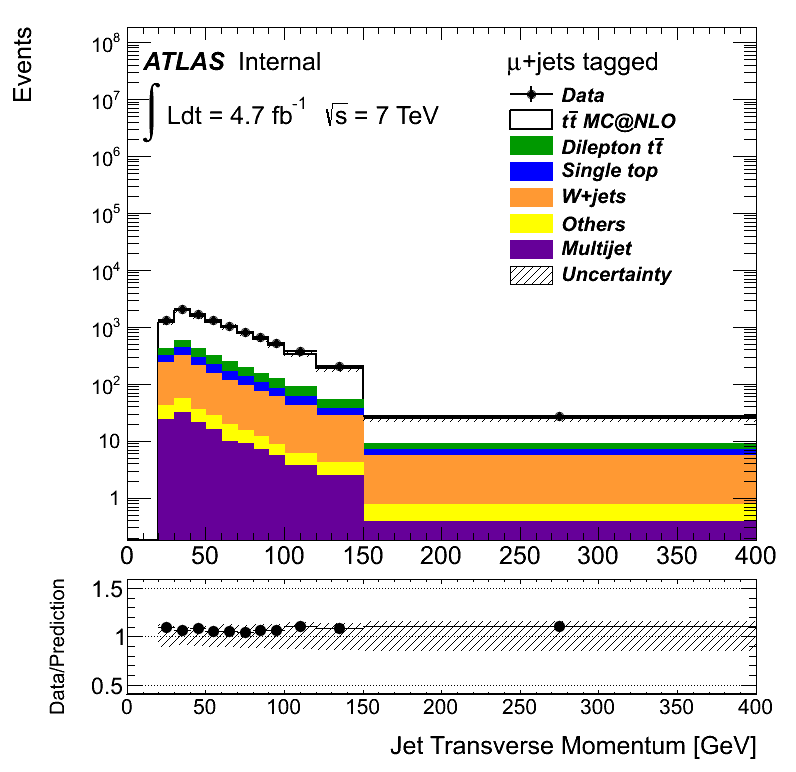 Events
10⁸
10⁷
10⁶
10⁵
10⁴
10³
10²
10
1
ATLAS Internal
∫ Ldt = 4.7 fb⁻¹ √s = 7 TeV
μ+jets tagged
Data
tt̅ MC@NLO
Dilepton tt̅
Single top
W+jets
Others
Multijet
Uncertainty
0 50 100 150 200 250 300 350 400
Data/Prediction
1.5
1
0.5
0 50 100 150 200 250 300 350 400
Jet Transverse Momentum [GeV]